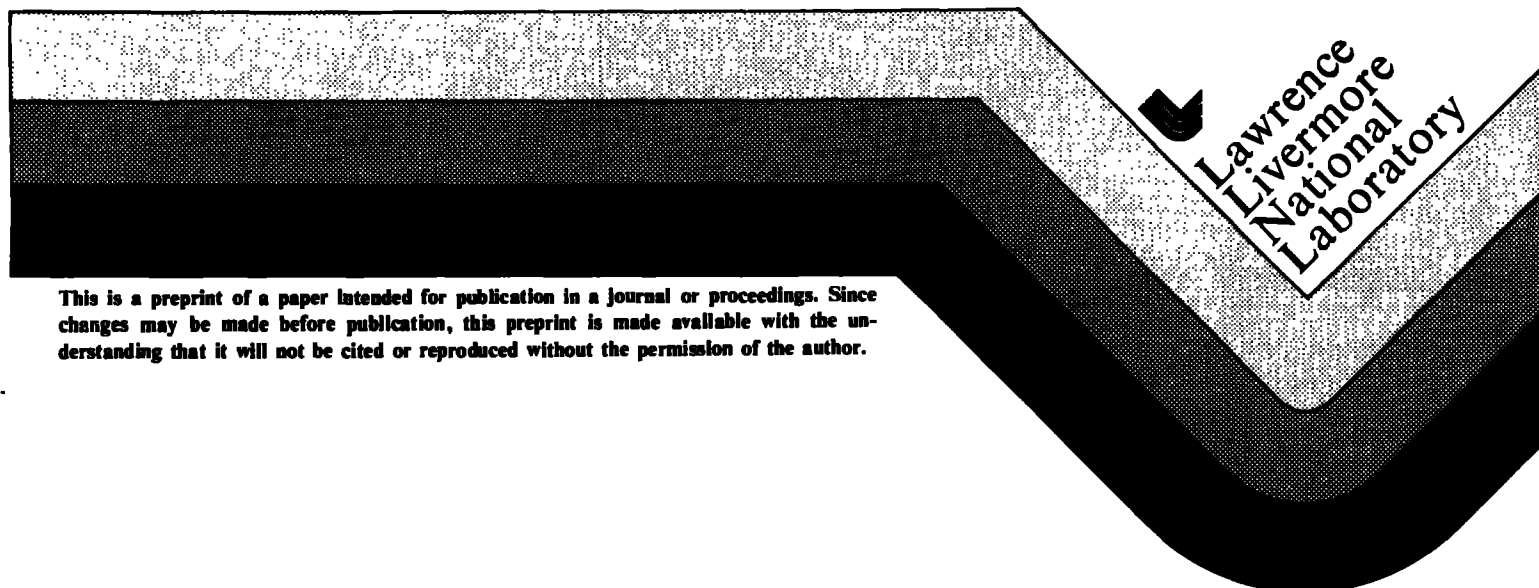 Lawrence
Livermore
National
Laboratory
This is a preprint of a paper intended for publication in a journal or proceedings. Since
changes may be made before publication, this preprint is made available with the un-
derstanding that it will not be cited or reproduced without the permission of the author.